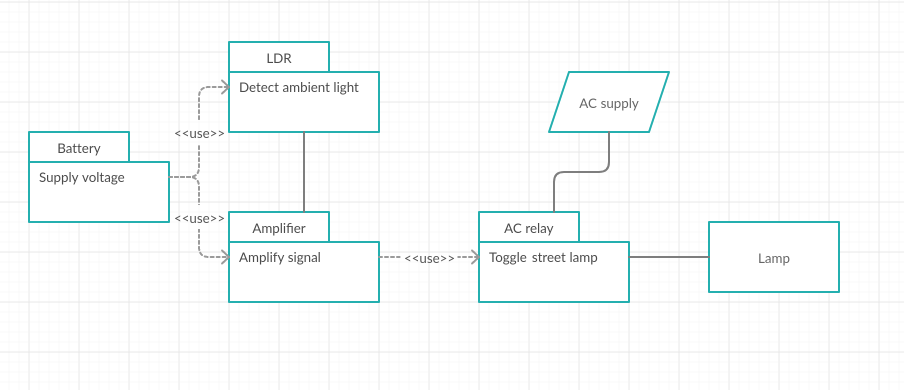 LDR
Detect ambient light
AC supply
<<use>>
Battery
Supply voltage
<<use>>
Amplifier
Amplify signal
<<use>>
AC relay
Toggle street lamp
Lamp